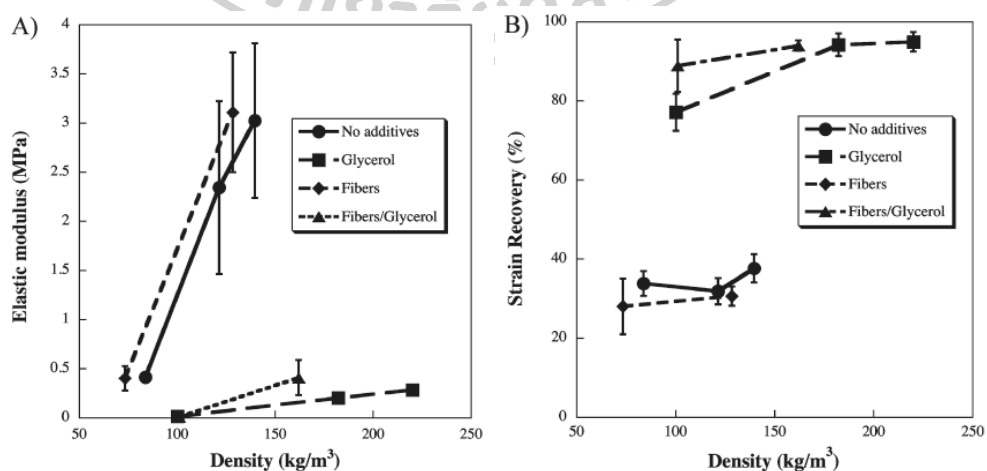 A)
4
3.5
3
2.5
2
1.5
1
0.5
0
50
100
150
200
250
Elastic modulus (MPa)
Density (kg/m³)
No additives
Glycerol
Fibers
Fibers/Glycerol
B)
100
80
60
40
20
0
50
100
150
200
250
Strain Recovery (%)
Density (kg/m³)
No additives
Glycerol
Fibers
Fibers/Glycerol